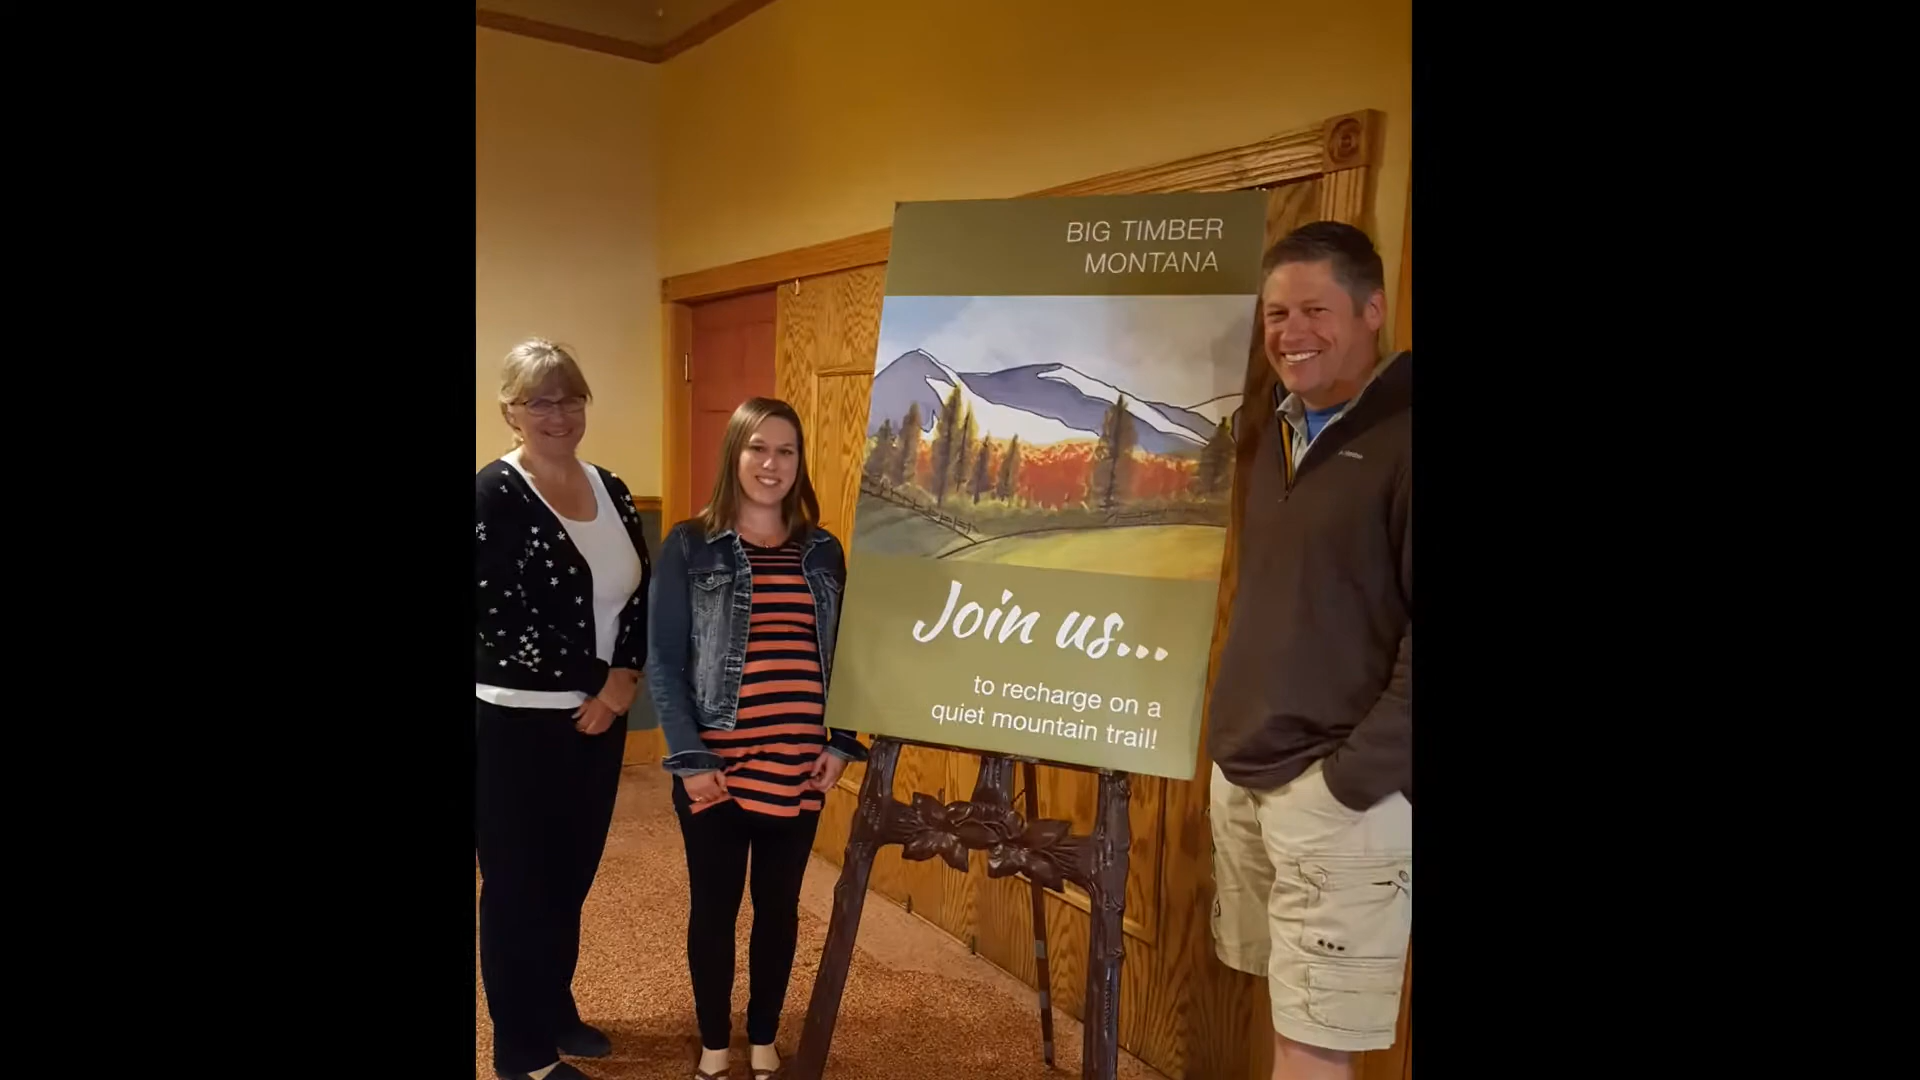 BIG TIMBER
MONTANA
Join us...
to recharge on a
quiet mountain trail!